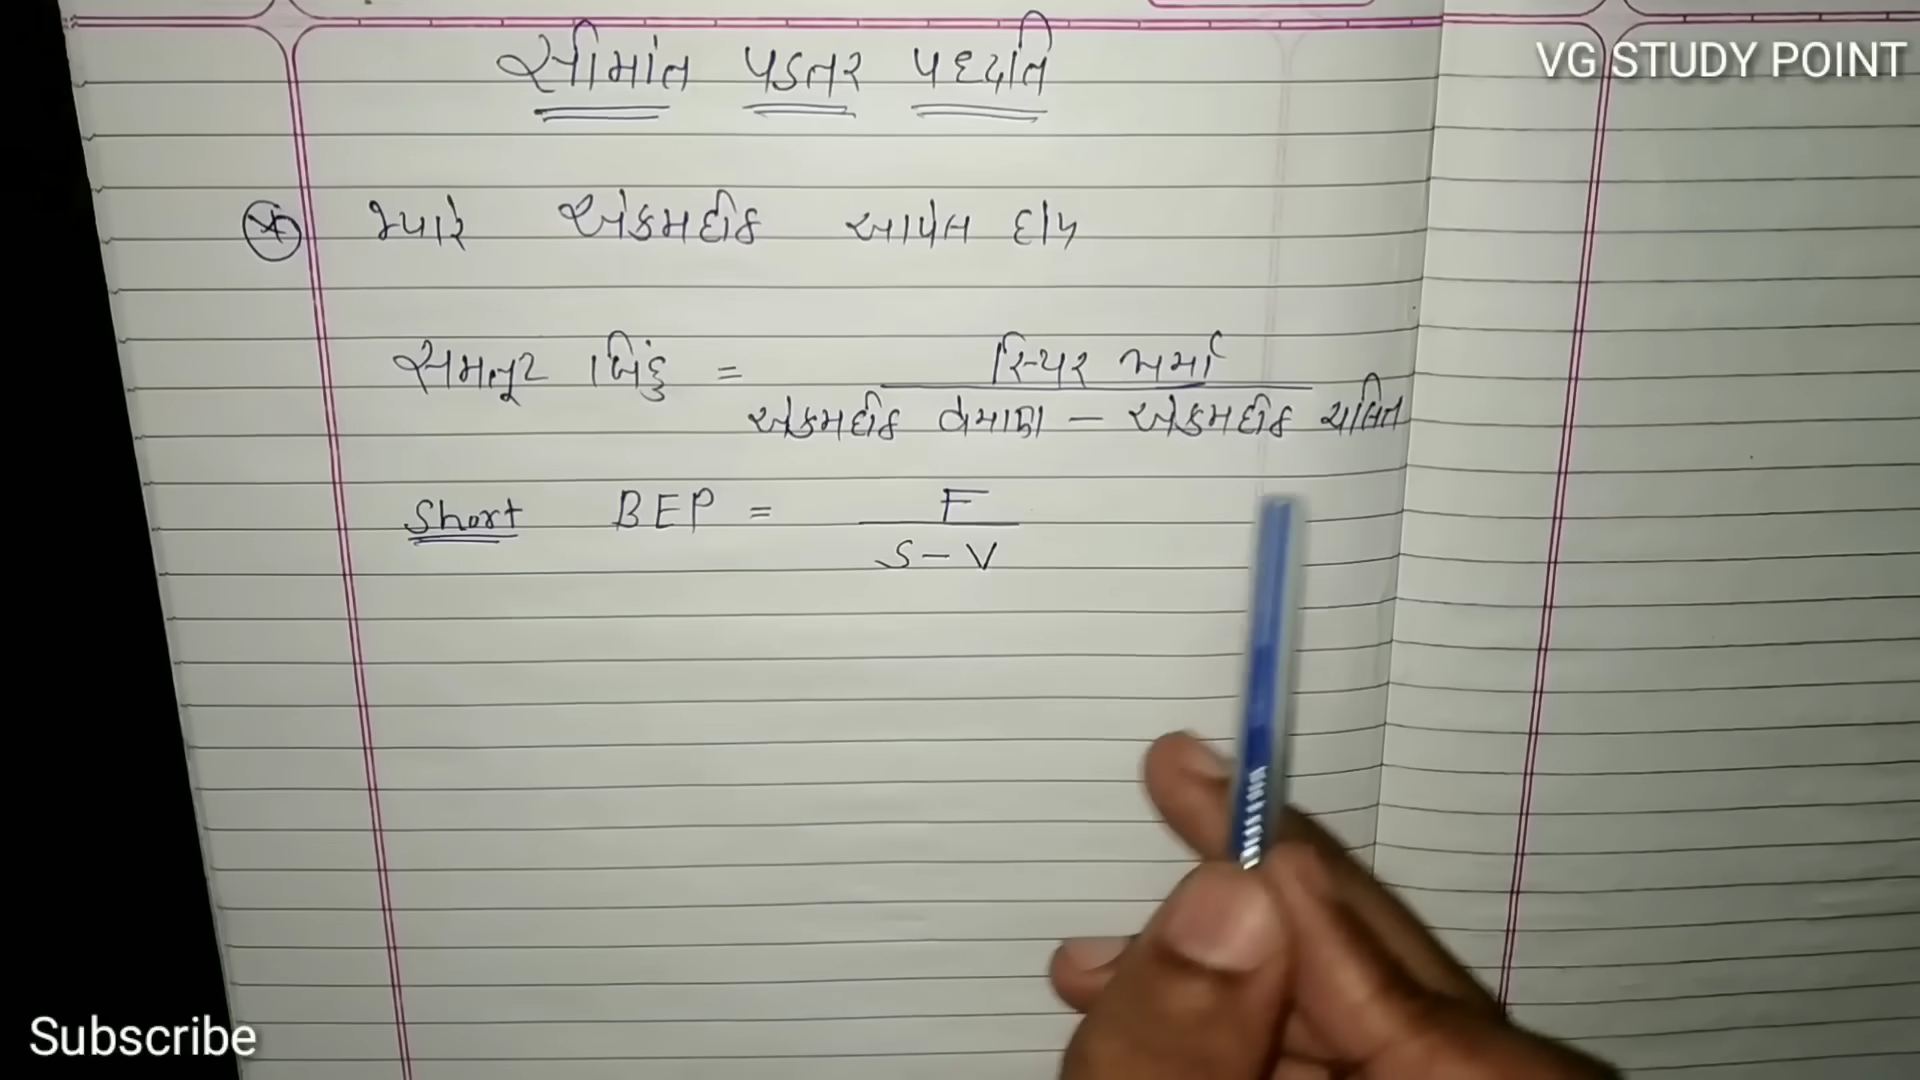 સીમાંત પડતર પદ્ધતિ
VG STUDY POINT
જ્યારે એકમદીઠ આપેલ હોય
સમતૂટ બિંદુ = સ્થિર ખર્ચા
એકમદીઠ વેચાણ – એકમદીઠ ચલિત
Short BEP = F
S – V
Subscribe